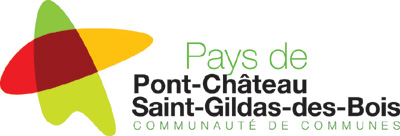 Pays de
Pont-Château
Saint-Gildas-des-Bois
COMMUNAUTÉ DE COMMUNES